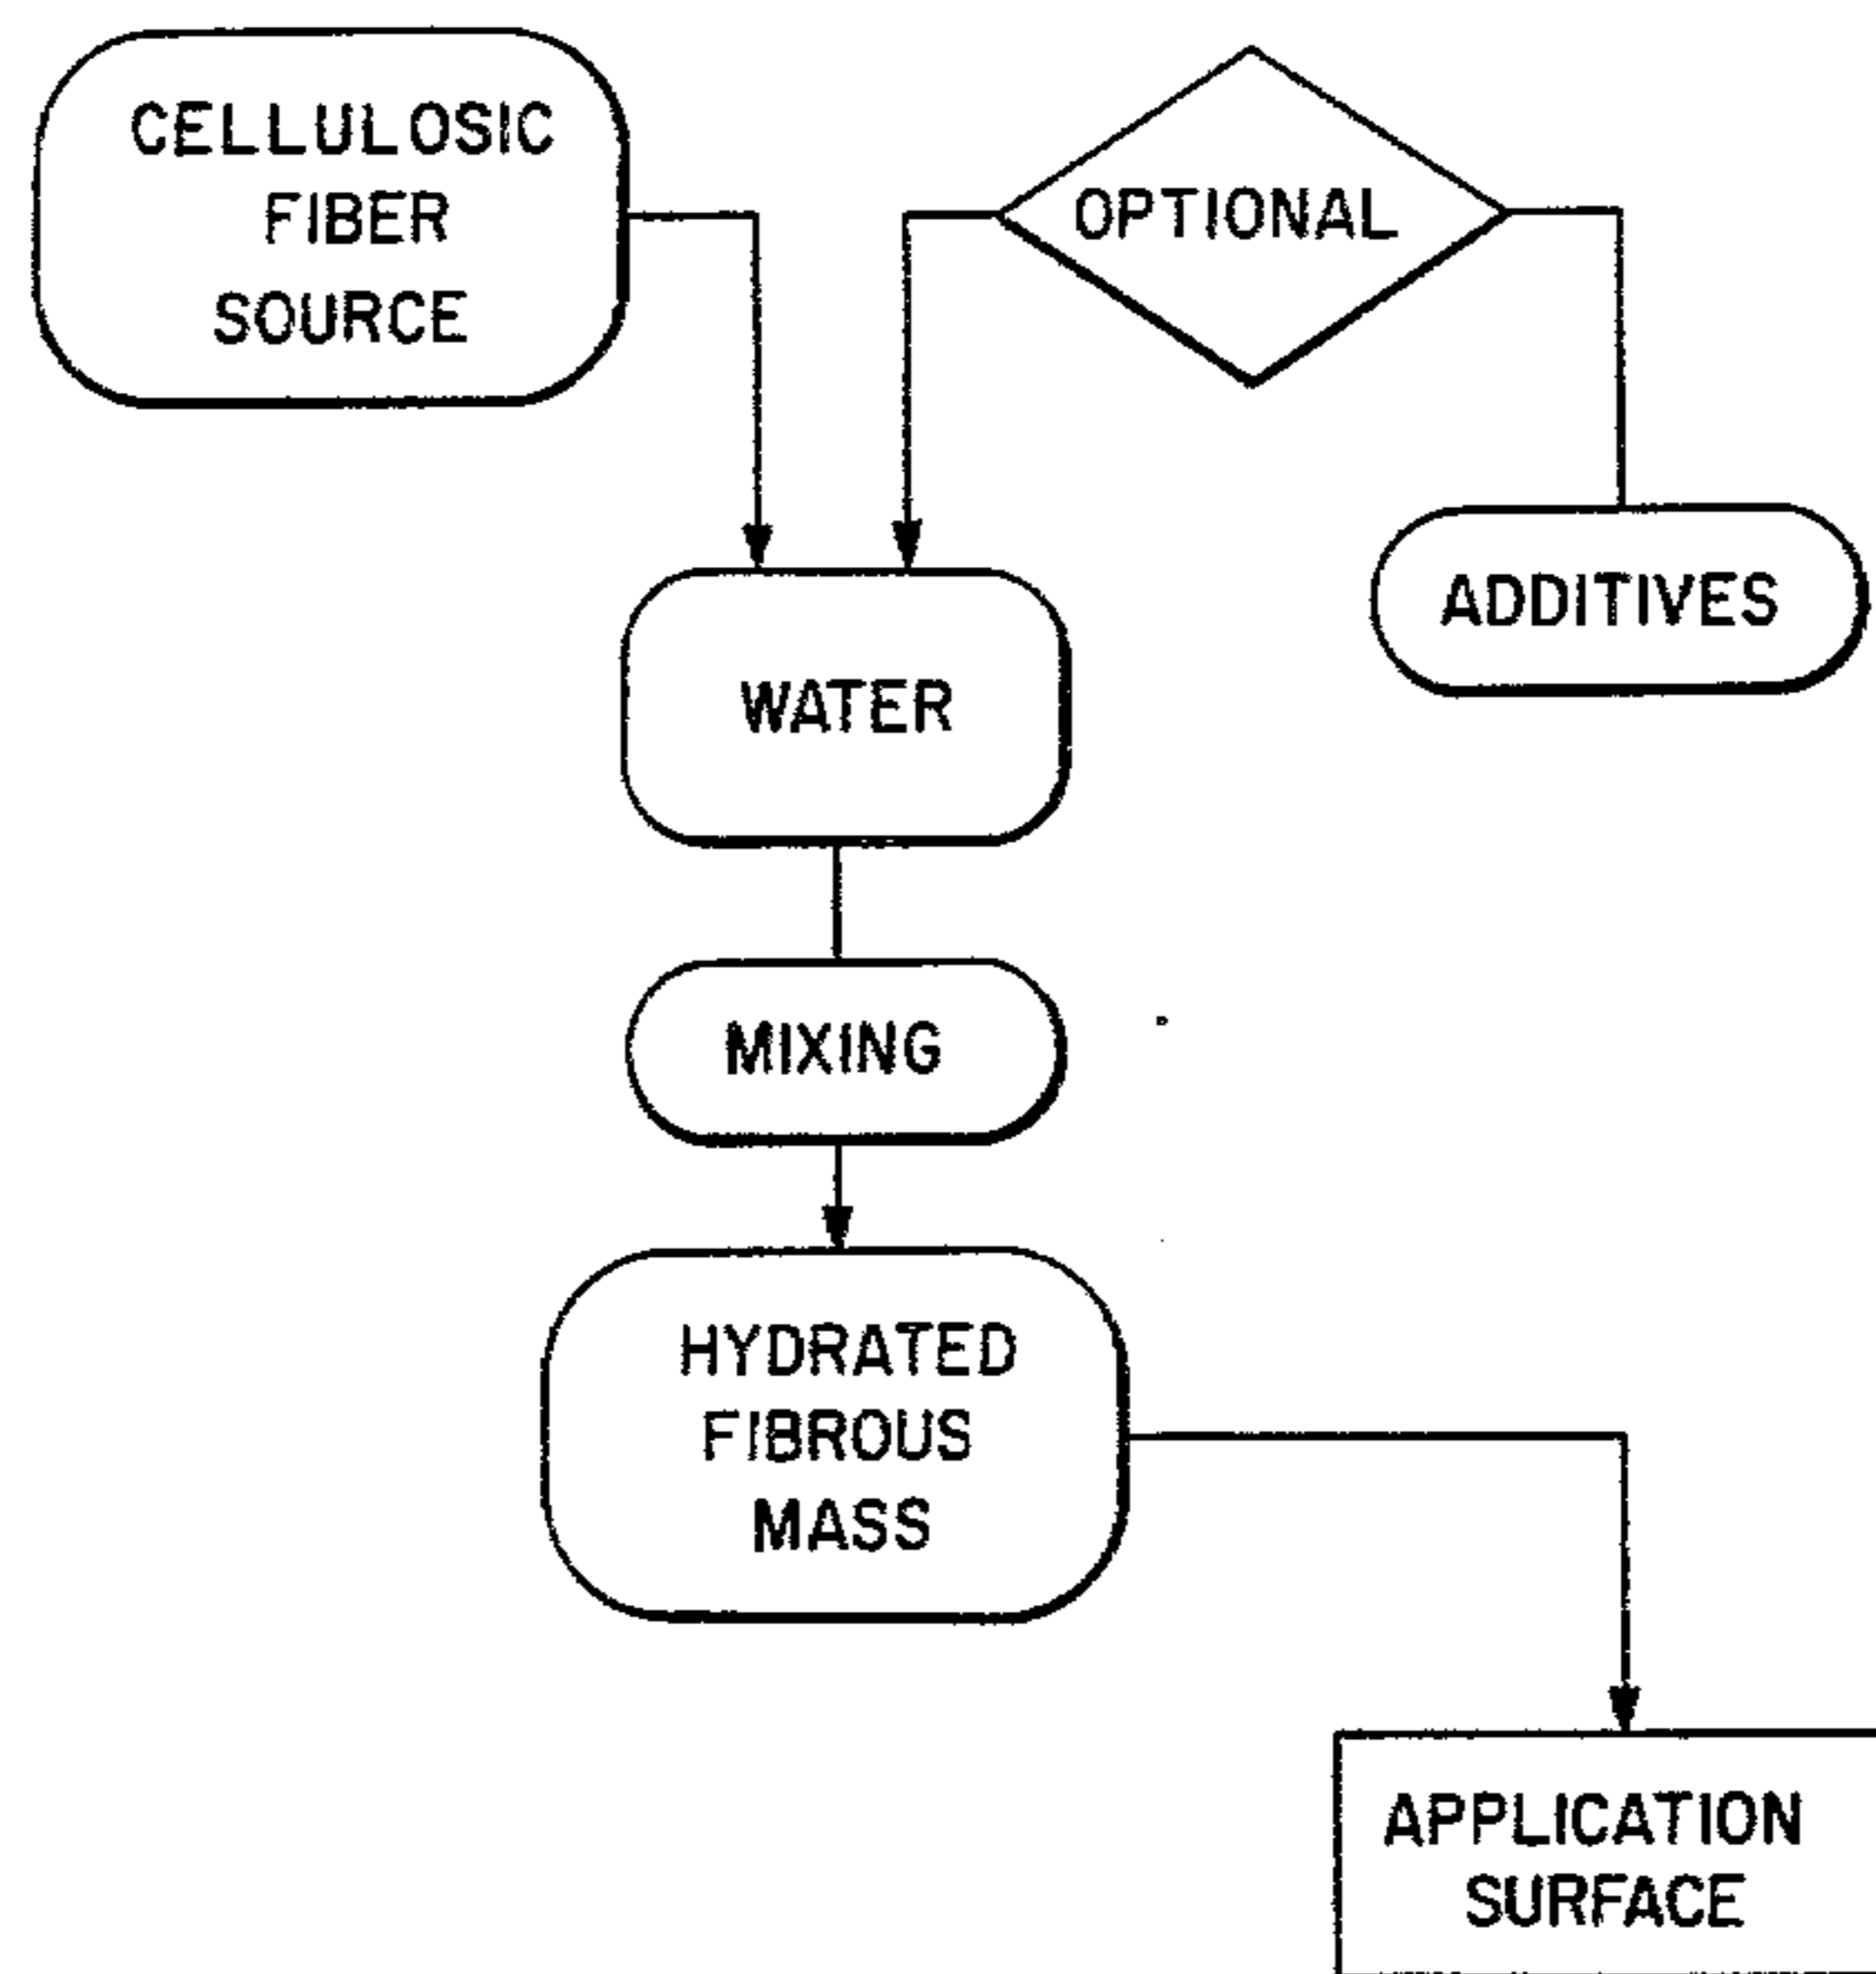 CELLULOSIC
FIBER
SOURCE
OPTIONAL
ADDITIVES
WATER
MIXING
HYDRATED
FIBROUS
MASS
APPLICATION
SURFACE